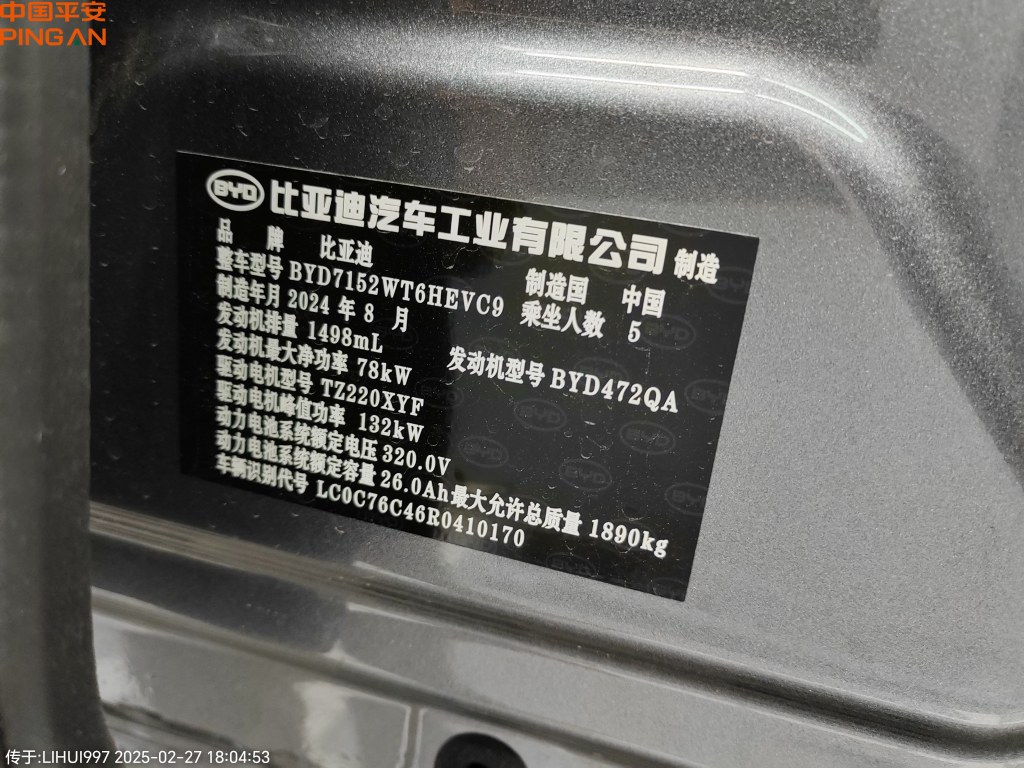 中国平安
PING AN
BYD 比亚迪汽车工业有限公司 制造
品 牌 比亚迪 制造国 中国
整车型号 BYD7152WT6HEVC9 乘坐人数 5
制造年月 2024 年 8 月
发动机排量 1498mL 发动机型号 BYD472QA
发动机最大净功率 78kW
驱动电机型号 TZ220XYF
驱动电机峰值功率 132kW
动力电池系统额定电压 320.0V
动力电池系统额定容量 26.0Ah 最大允许总质量 1890kg
车辆识别代号 LC0C76C46R0410170
传于:LIHUI997 2025-02-27 18:04:53